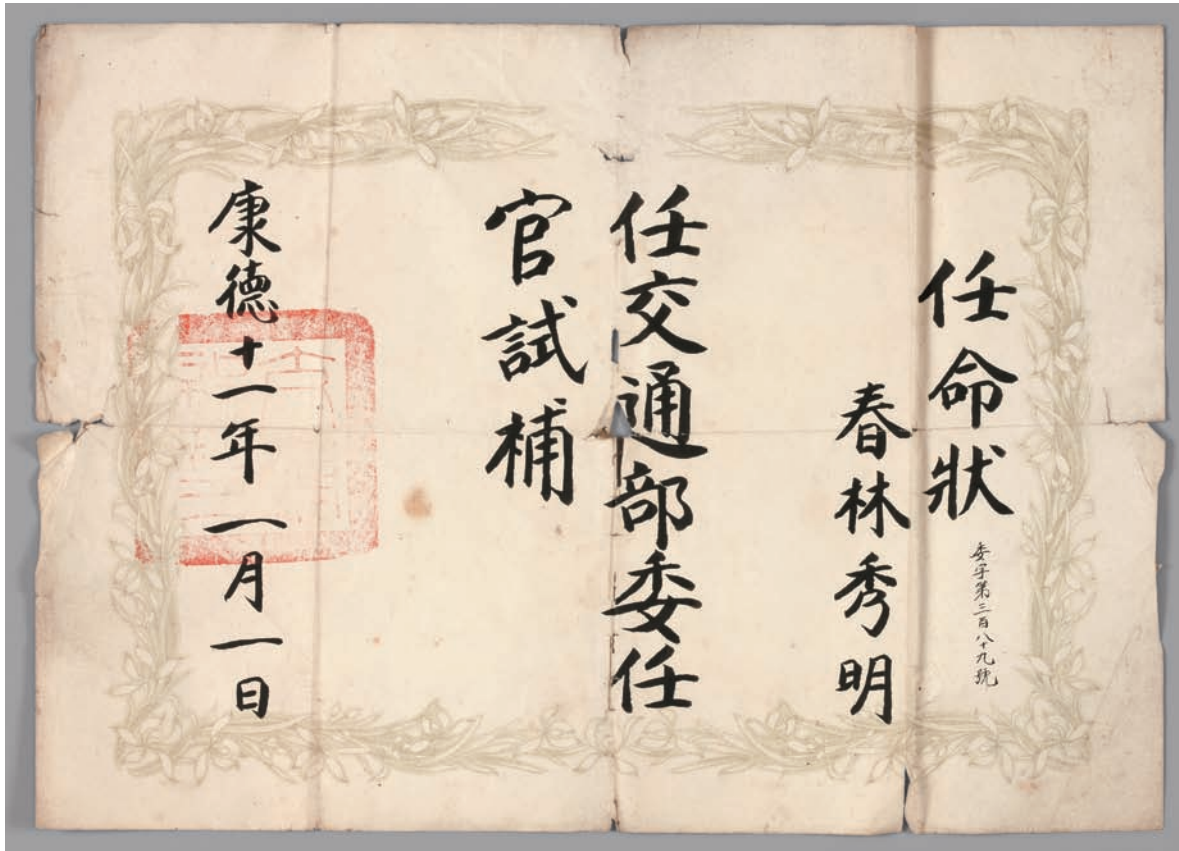 任命狀
委字第三百八十九號
春林秀明
任交通部委任
官試補
康德十一年一月一日